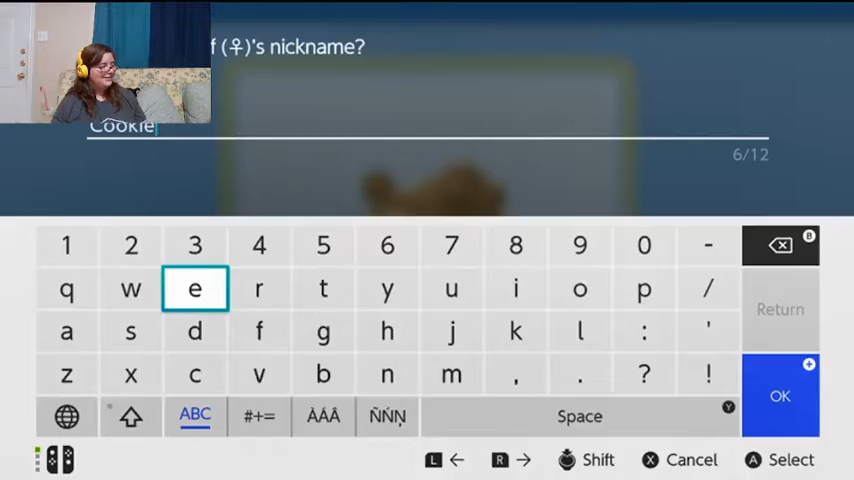 f (♀)'s nickname?
Cookie
6/12
1 2 3 4 5 6 7 8 9 0 -
q w e r t y u i o p /
Return
a s d f g h j k l : '
z x c v b n m , . ? !
OK
ABC #+= ÀÁÂ ÑŃŅ Space
L ← R → Shift X Cancel A Select
B
+
Y